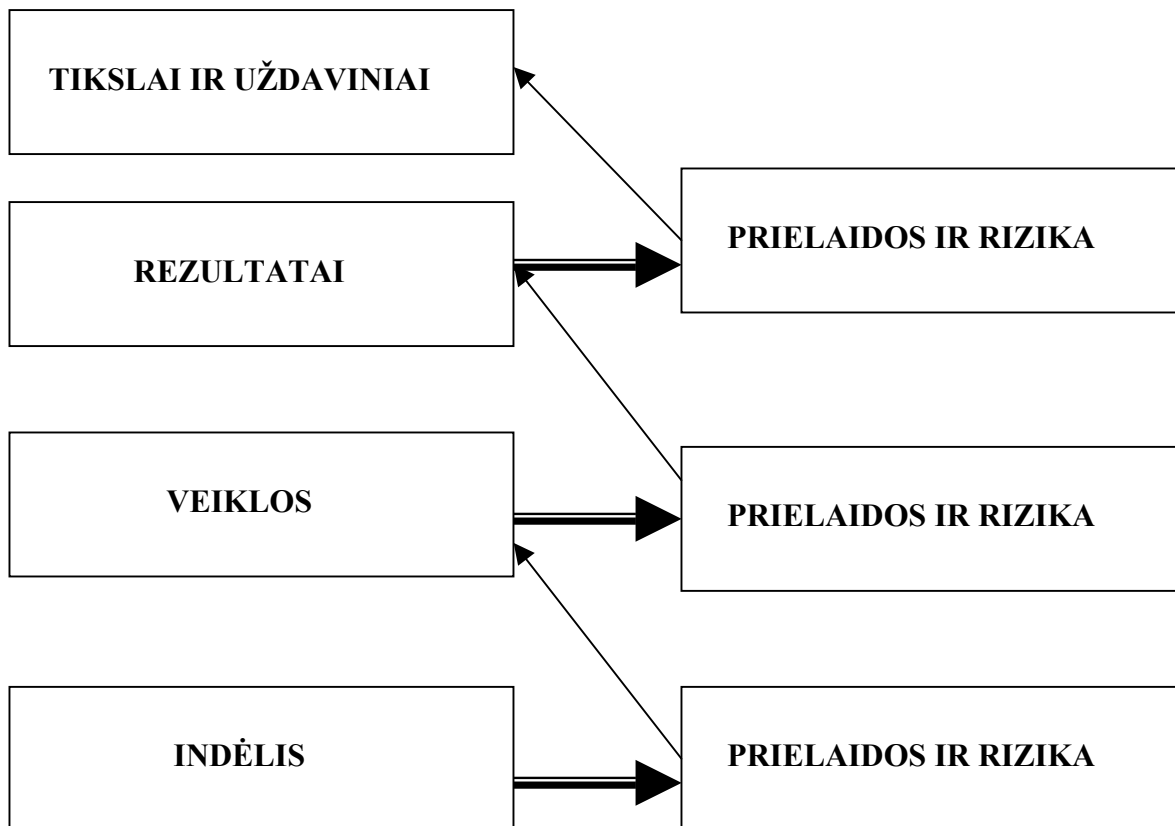 TIKSLAI IR UŽDAVINIAI
PRIELAIDOS IR RIZIKA
REZULTATAI
VEIKLOS
PRIELAIDOS IR RIZIKA
INDĖLIS
PRIELAIDOS IR RIZIKA